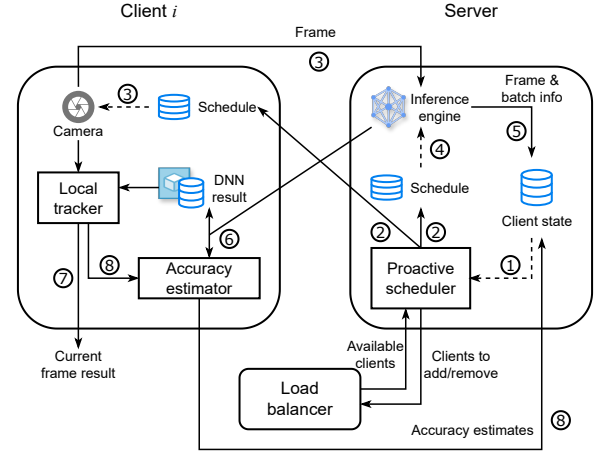 Client i
Server
Frame
③
③
Schedule
Camera
Inference
engine
Frame &
batch info
④
⑤
DNN
result
Local
tracker
Schedule
Client state
②
②
⑥
①
⑦
⑧
Accuracy
estimator
Proactive
scheduler
Current
frame result
Available
clients
Clients to
add/remove
Load
balancer
Accuracy estimates
⑧